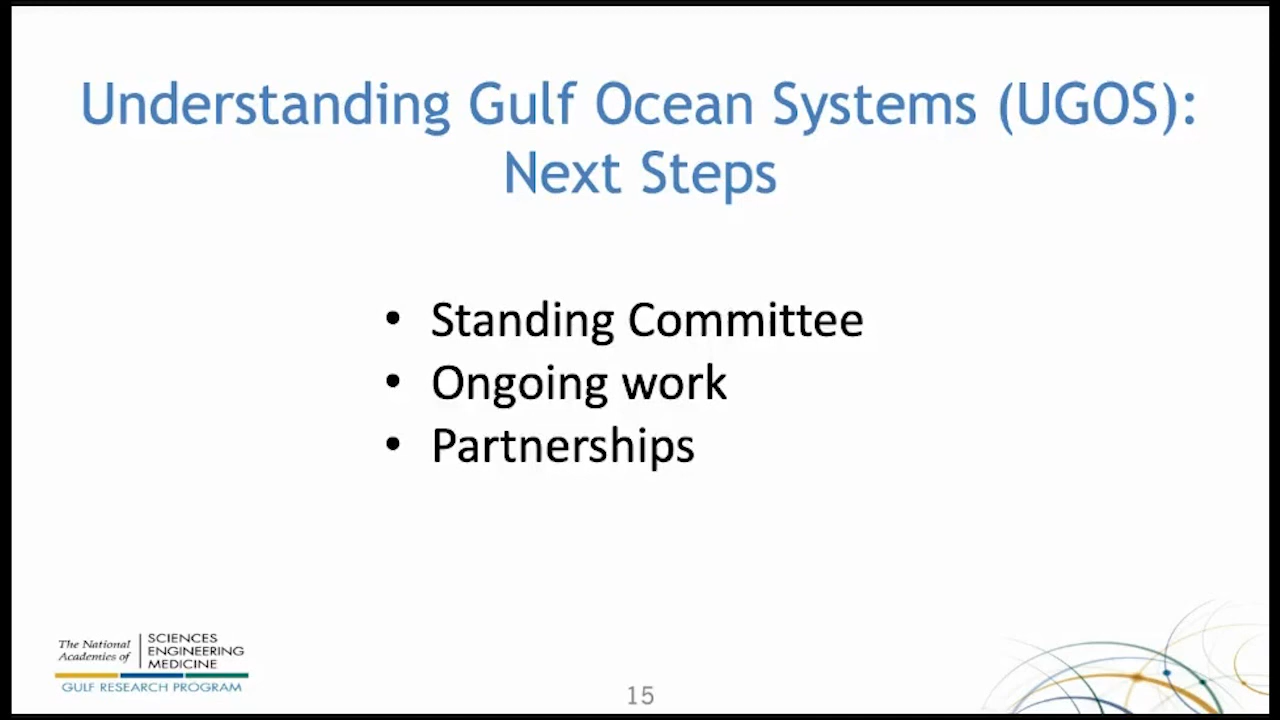 Understanding Gulf Ocean Systems (UGOS):
Next Steps
• Standing Committee
• Ongoing work
• Partnerships
The National Academies of
SCIENCES
ENGINEERING
MEDICINE
GULF RESEARCH PROGRAM
15